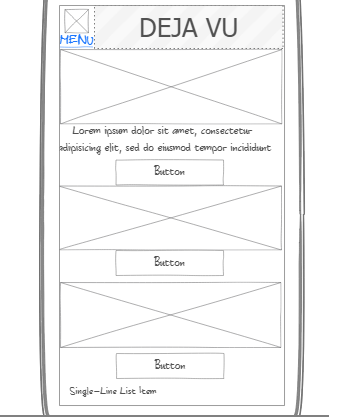 DEJA VU
MENU
Lorem ipsum dolor sit amet, consectetur
adipisicing elit, sed do eiusmod tempor incididunt
Button
Button
Button
Single-Line List Item